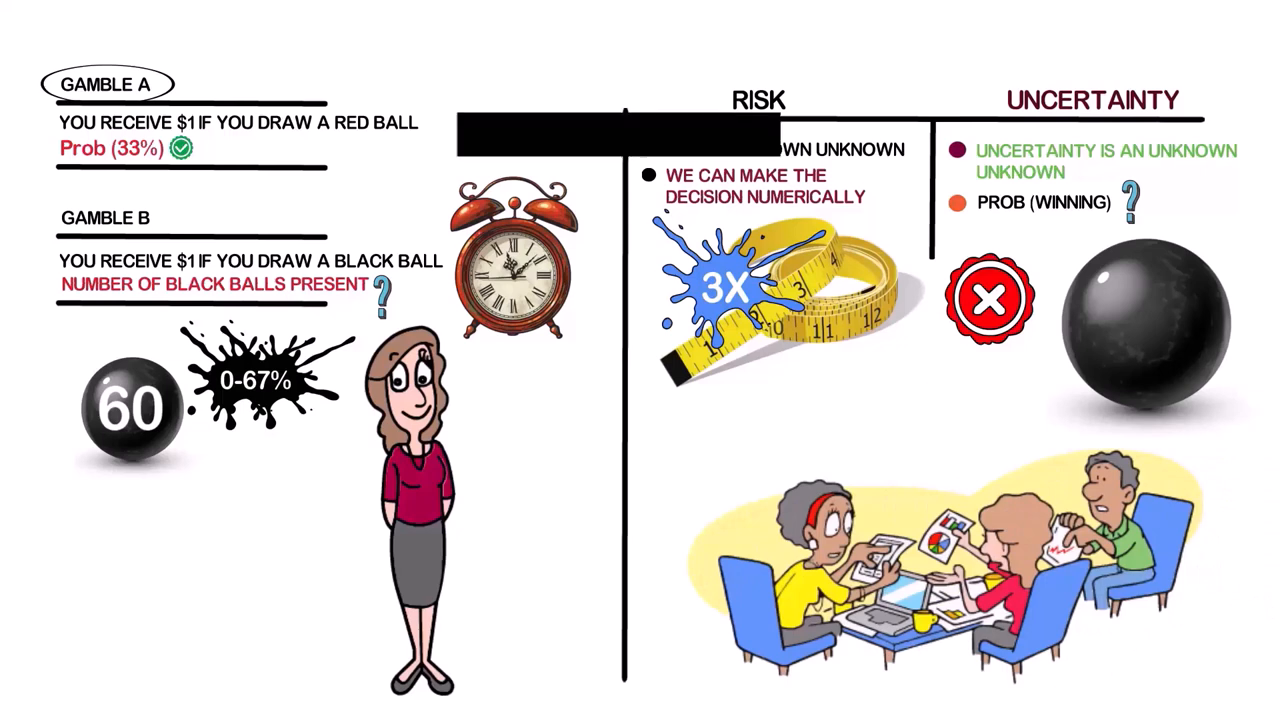 GAMBLE A
YOU RECEIVE $1 IF YOU DRAW A RED BALL
Prob (33%)
GAMBLE B
YOU RECEIVE $1 IF YOU DRAW A BLACK BALL
NUMBER OF BLACK BALLS PRESENT ?
60
0-67%
RISK
UNKNOWN
WE CAN MAKE THE
DECISION NUMERICALLY
3X
UNCERTAINTY
UNCERTAINTY IS AN UNKNOWN
UNKNOWN
PROB (WINNING) ?